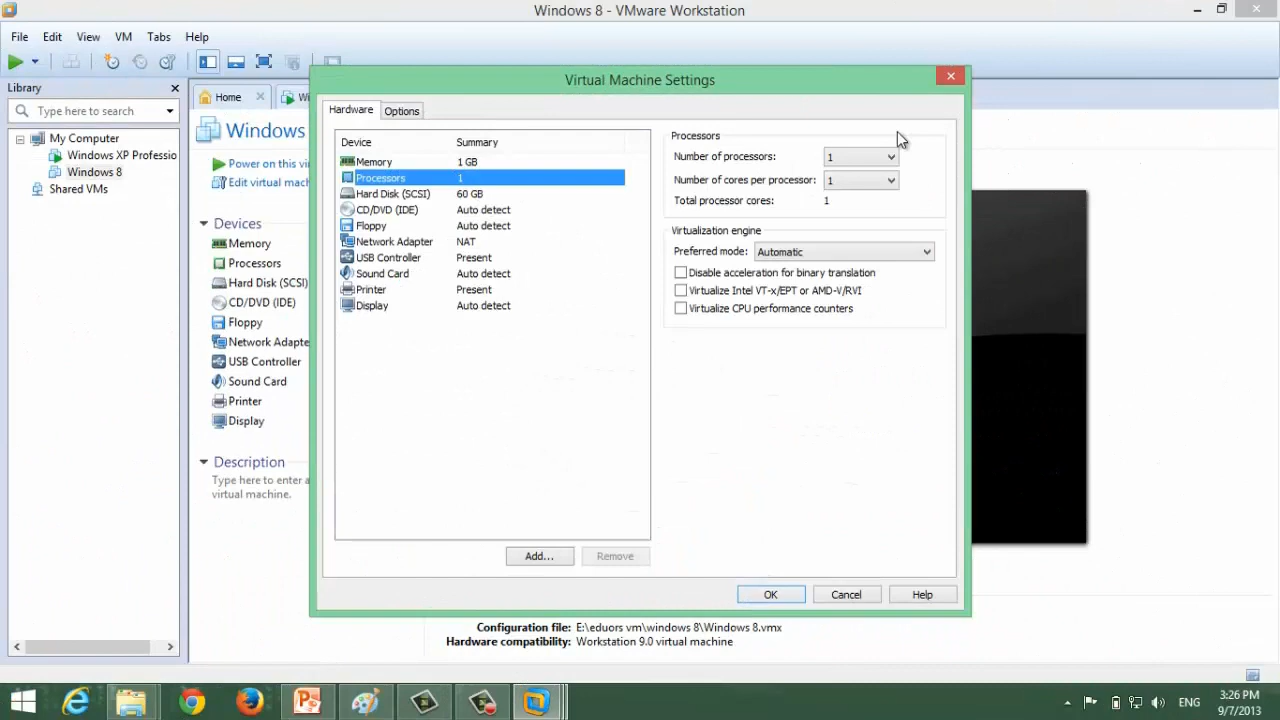 Windows 8 - VMware Workstation
File Edit View VM Tabs Help
Library
Type here to search
My Computer
Windows XP Professio
Windows 8
Shared VMs
Home
Wi
Windows
Power on this vi
Edit virtual mach
Devices
Memory
Processors
Hard Disk (SCSI)
CD/DVD (IDE)
Floppy
Network Adapte
USB Controller
Sound Card
Printer
Display
Description
Type here to enter a
virtual machine.
Virtual Machine Settings
Hardware Options
Device Summary
Memory 1 GB
Processors 1
Hard Disk (SCSI) 60 GB
CD/DVD (IDE) Auto detect
Floppy Auto detect
Network Adapter NAT
USB Controller Present
Sound Card Auto detect
Printer Present
Display Auto detect
Add... Remove
Processors
Number of processors: 1
Number of cores per processor: 1
Total processor cores: 1
Virtualization engine
Preferred mode: Automatic
Disable acceleration for binary translation
Virtualize Intel VT-x/EPT or AMD-V/RVI
Virtualize CPU performance counters
OK Cancel Help
Configuration file: E:\eduors vm\windows 8\Windows 8.vmx
Hardware compatibility: Workstation 9.0 virtual machine
ENG
3:26 PM
9/7/2013